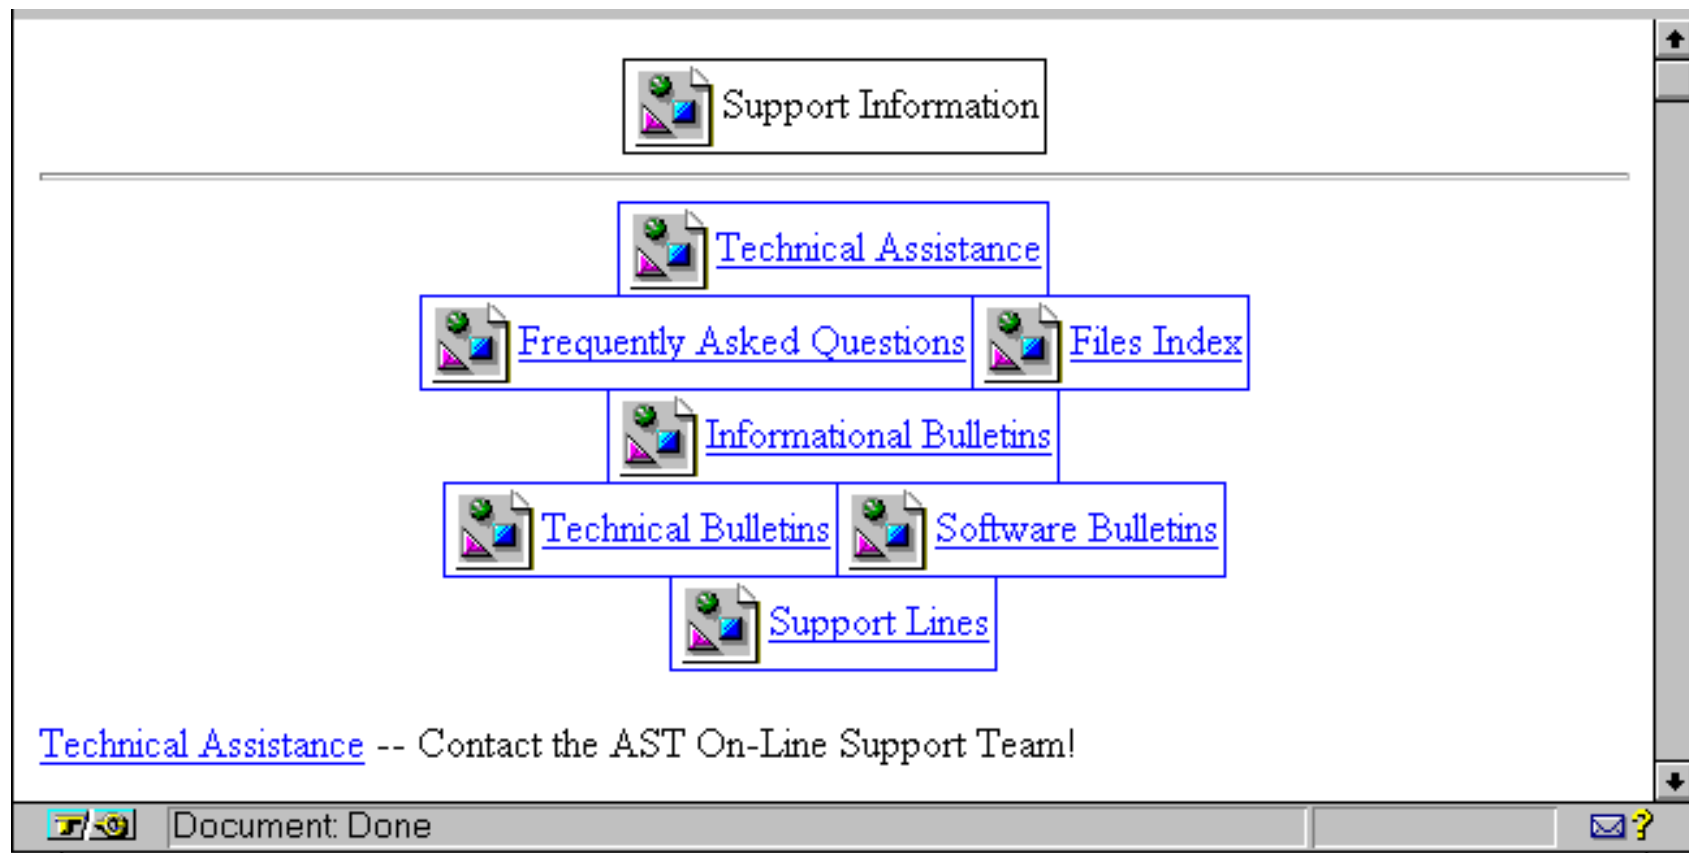 Support Information
Technical Assistance
Frequently Asked Questions Files Index
Informational Bulletins
Technical Bulletins Software Bulletins
Support Lines
Technical Assistance -- Contact the AST On-Line Support Team!
Document: Done
?